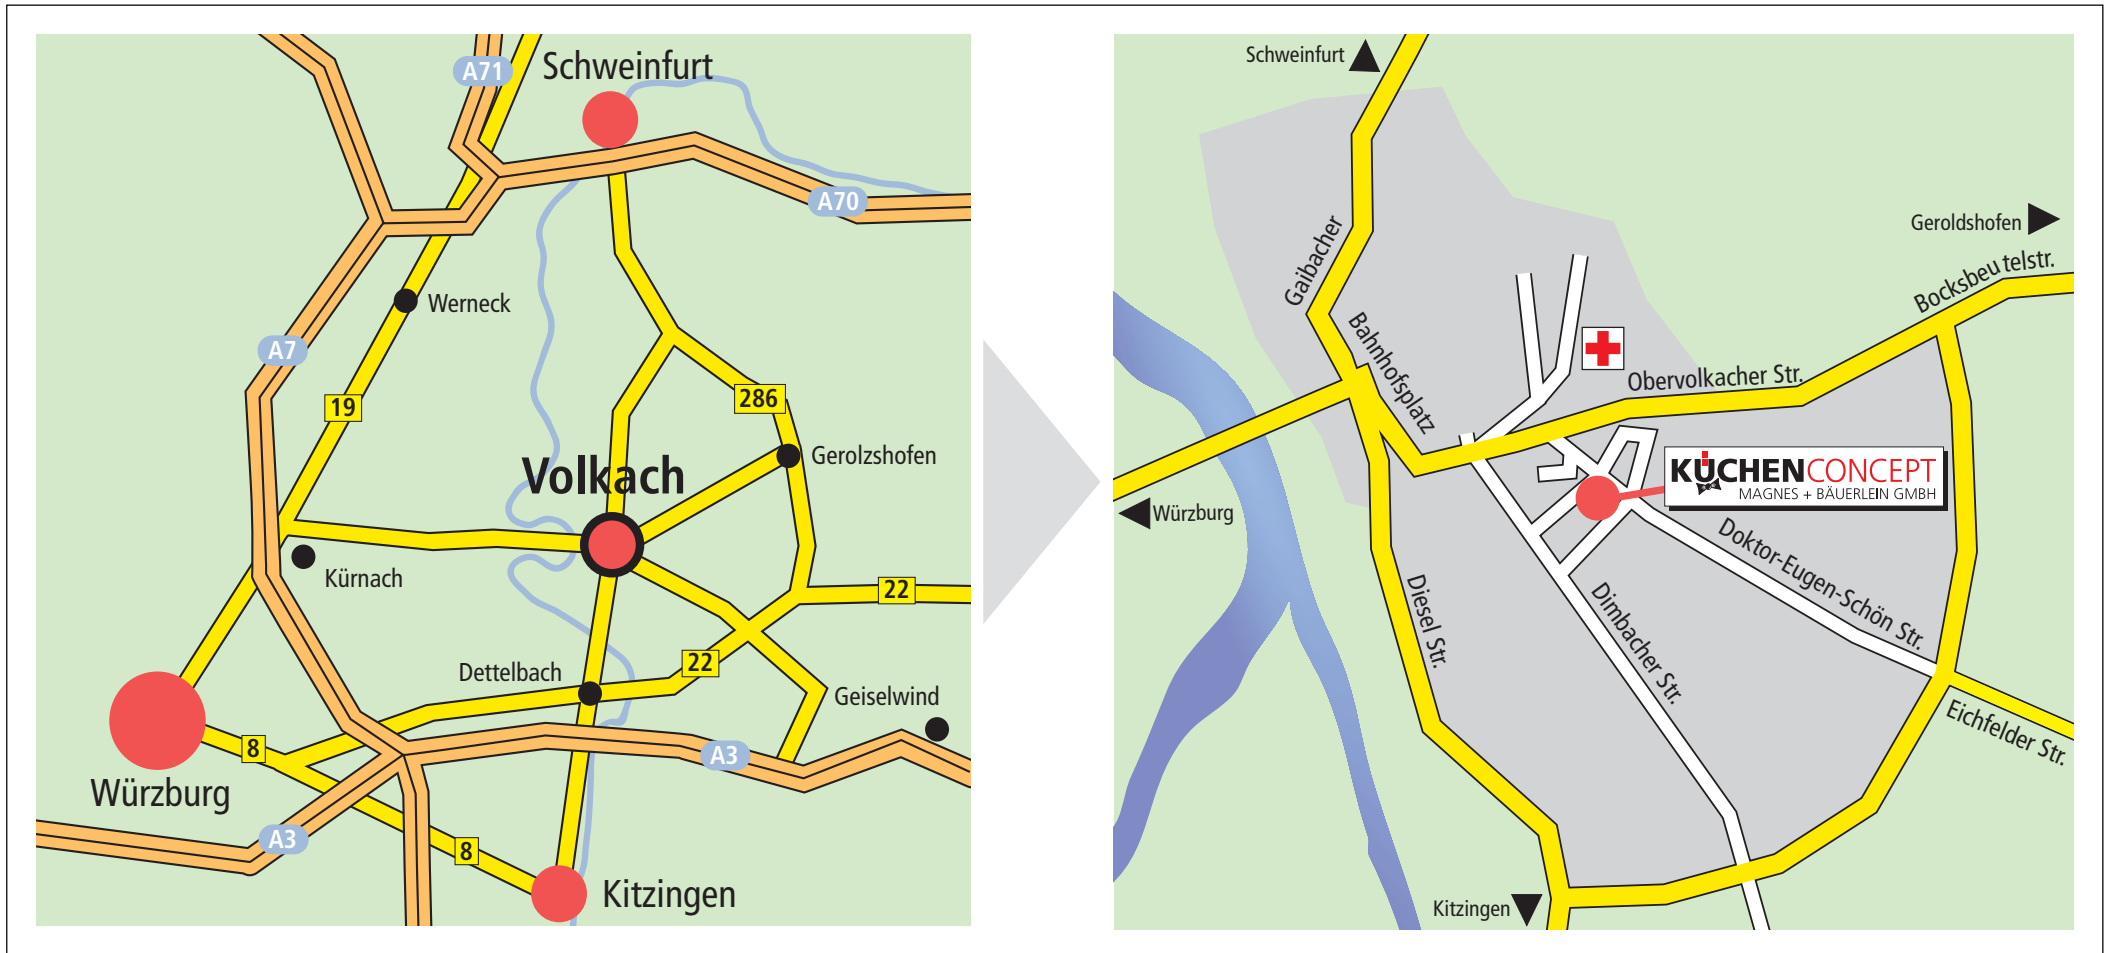 A71
Schweinfurt
A70
Werneck
A7
19
286
Gerolzshofen
Volkach
Kürnach
22
Dettelbach
22
Geiselwind
8
A3
Würzburg
A3
8
Kitzingen
Schweinfurt
Geroldshofen
Gaibacher
Bocksbeu telstr.
Bahnhofsplatz
Obervolkacher Str.
KÜCHENCONCEPT
MAGNES + BÄUERLEIN GMBH
Würzburg
Doktor-Eugen-Schön Str.
Diesel Str.
Dimbacher Str.
Eichfelder Str.
Kitzingen